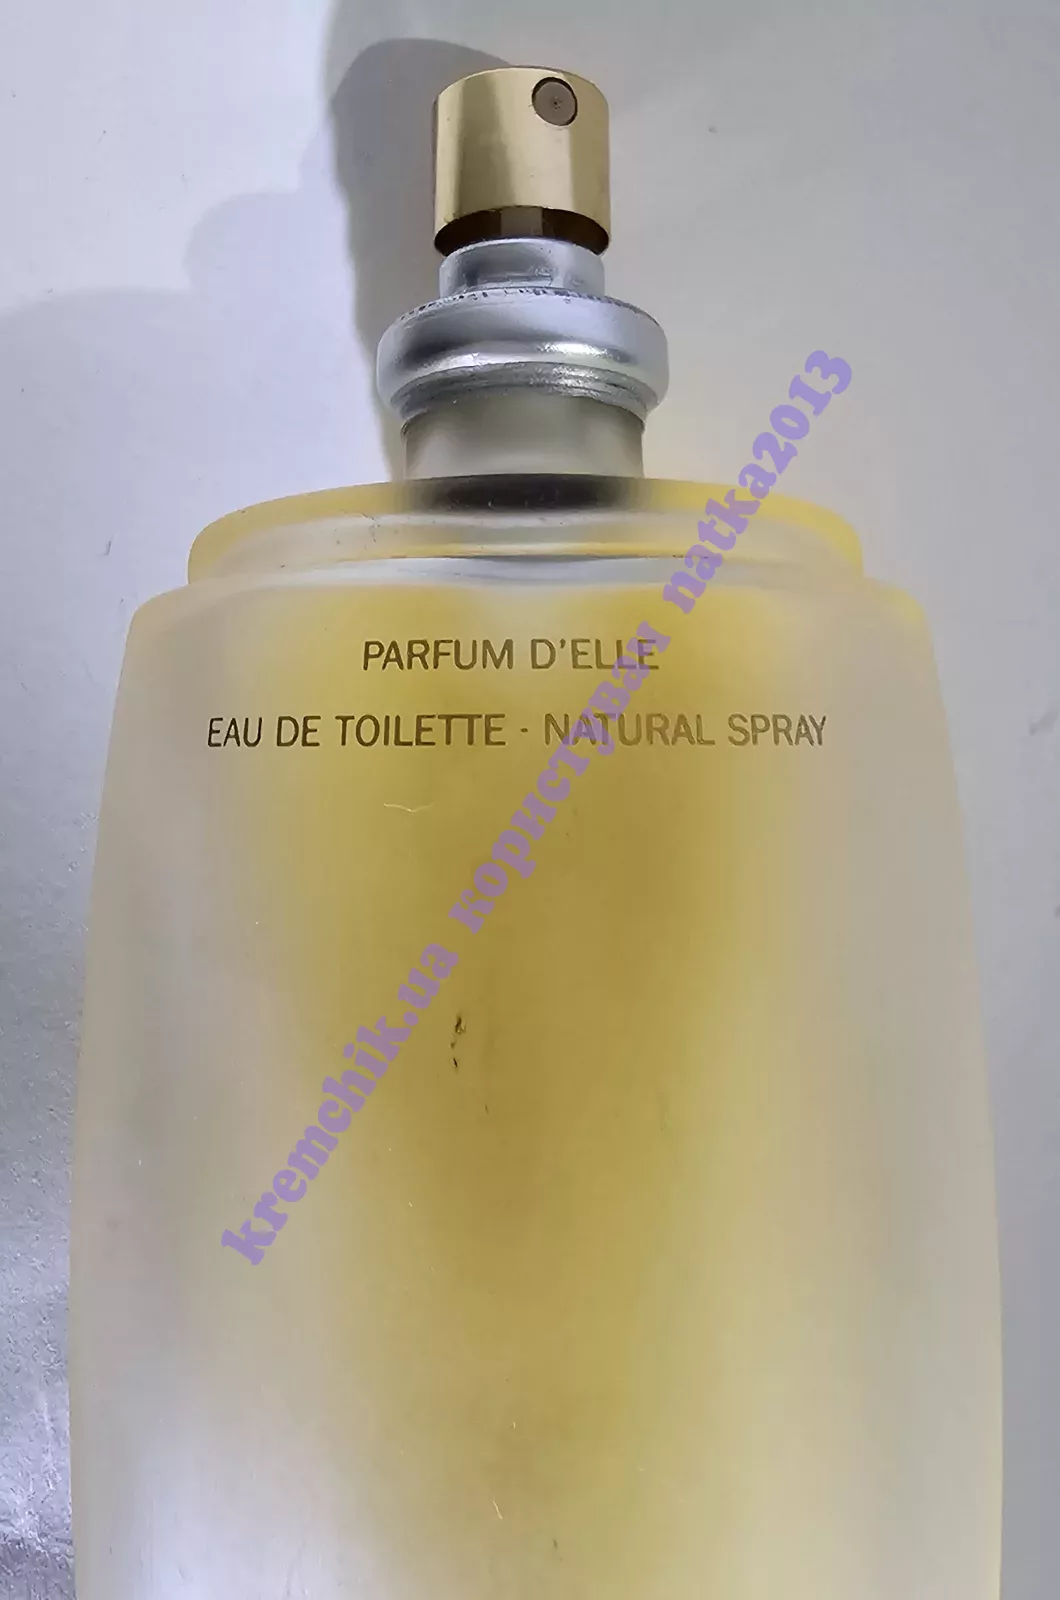 PARFUM D'ELLE
EAU DE TOILETTE · NATURAL SPRAY
kremchik.ua користувач natka2013